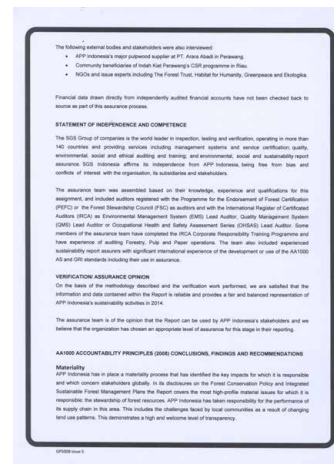 The following external bodies and stakeholders were also interviewed:
• APP Indonesia's major pulpwood supplier at PT. Arara Abadi in Perawang.
• Community beneficiaries of Indah Kiat Perawang's CSR programme in Riau.
• NGOs and issue experts including The Forest Trust, Habitat for Humanity, Greenpeace and Ekologika.
Financial data drawn directly from independently audited financial accounts have not been checked back to
source as part of this assurance process.
STATEMENT OF INDEPENDENCE AND COMPETENCE
The SGS Group of companies is the world leader in inspection, testing and verification, operating in more than
140 countries and providing services including management systems and service certification; quality,
environmental, social and ethical auditing and training; and environmental, social and sustainability report
assurance. SGS Indonesia affirms its independence from APP Indonesia, being free from bias and
conflicts of interest with the organisation, its subsidiaries and stakeholders.
The assurance team was assembled based on their knowledge, experience and qualifications for this
assignment, and included auditors registered with the Programme for the Endorsement of Forest Certification
(PEFC) or the Forest Stewardship Council (FSC) as auditors and with the International Register of Certificated
Auditors (IRCA) as Environmental Management System (EMS) Lead Auditor, Quality Management System
(QMS) Lead Auditor or Occupational Health and Safety Assessment Series (OHSAS) Lead Auditor. Some
members of the assurance team have completed the IRCA Corporate Responsibility Training Programme and
have experience of auditing Forestry, Pulp and Paper operations. The team also included experienced
sustainability report assurers with significant international experience of the development or use of the AA1000
AS and GRI standards including their use in assurance.
VERIFICATION/ ASSURANCE OPINION
On the basis of the methodology described and the verification work performed, we are satisfied that the
information and data contained within the Report is reliable and provides a fair and balanced representation of
APP Indonesia's sustainability activities in 2014.
The assurance team is of the opinion that the Report can be used by APP Indonesia's stakeholders and we
believe that the organization has chosen an appropriate level of assurance for this stage in their reporting.
AA1000 ACCOUNTABILITY PRINCIPLES (2008) CONCLUSIONS, FINDINGS AND RECOMMENDATIONS
Materiality
APP Indonesia has in place a materiality process that has identified the key impacts for which it is responsible
and which concern stakeholders globally. In its disclosures on the Forest Conservation Policy and Integrated
Sustainable Forest Management Plans the Report covers the most high-profile material issues for which it is
responsible: the stewardship of forest resources. APP Indonesia has taken responsibility for the performance of
its supply chain in this area. This includes the challenges faced by local communities as a result of changing
land use patterns. This demonstrates a high and welcome level of transparency.
GP5008 Issue 5